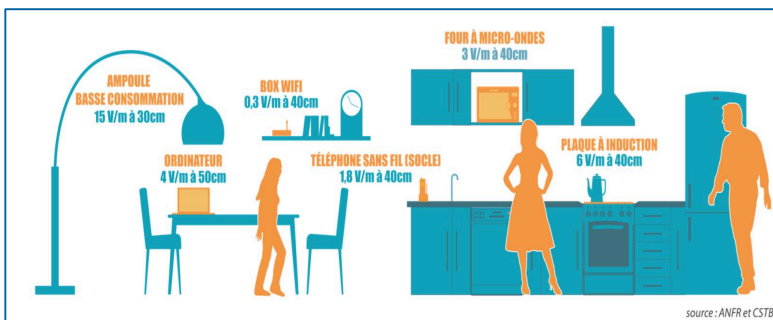 AMPOULE
BASSE CONSOMMATION
15 V/m à 30cm
BOX WIFI
0,3 V/m à 40cm
FOUR À MICRO-ONDES
3 V/m à 40cm
ORDINATEUR
4 V/m à 50cm
TÉLÉPHONE SANS FIL (SOCLE)
1,8 V/m à 40cm
PLAQUE À INDUCTION
6 V/m à 40cm
source : ANFR et CSTB